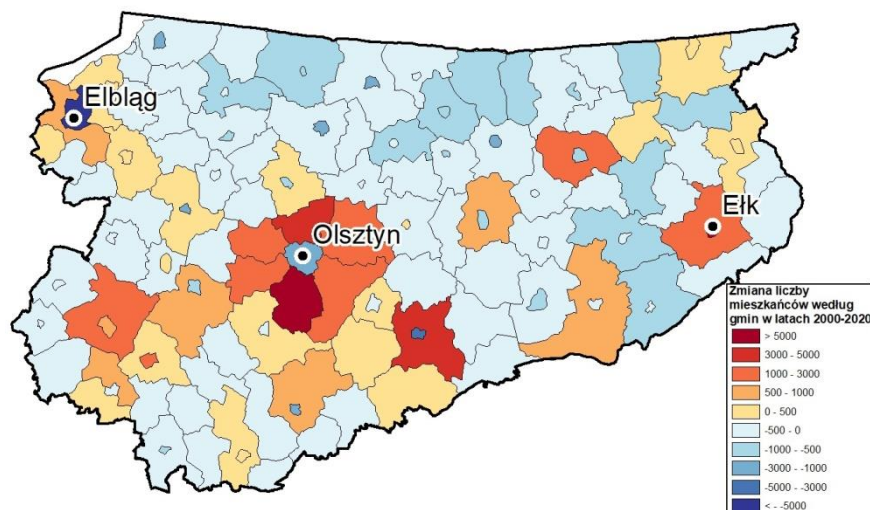 Elbląg
Ełk
Olsztyn
Zmiana liczby
mieszkańców według
gmin w latach 2000-2020
> 5000
3000 - 5000
1000 - 3000
500 - 1000
0 - 500
-500 - 0
-1000 - -500
-3000 - -1000
-5000 - -3000
< - -5000